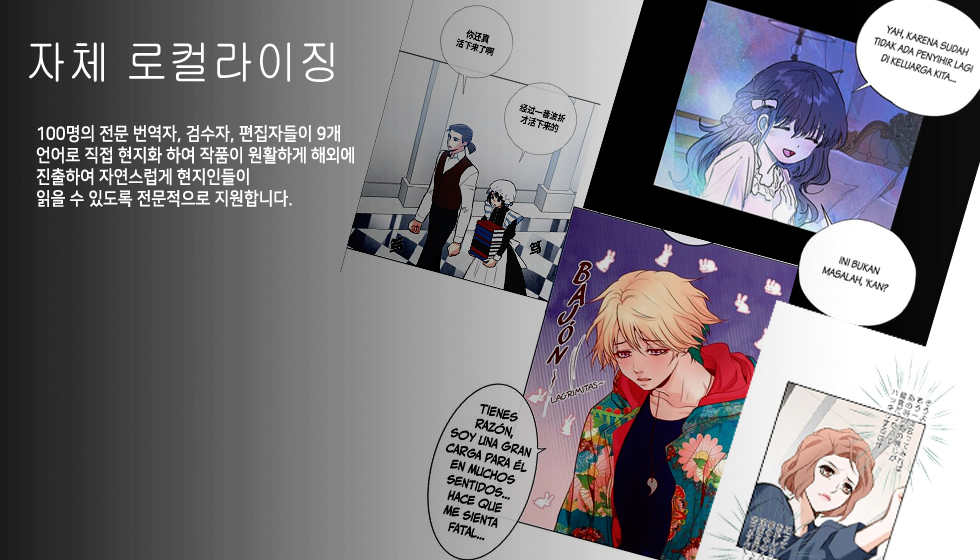 자체 로컬라이징
100명의 전문 번역자, 검수자, 편집자들이 9개
언어로 직접 현지화 하여 작품이 원활하게 해외에
진출하여 자연스럽게 현지인들이
읽을 수 있도록 전문적으로 지원합니다.
你还真
活下来了啊
经过一番波折
才活下来的
YAH, KARENA SUDAH
TIDAK ADA PENYIHIR LAGI
DI KELUARGA KITA...
INI BUKAN
MASALAH, 'KAN?
BAJÓN
LAGRIMITAS~
TIENES
RAZÓN,
SOY UNA GRAN
CARGA PARA ÉL
EN MUCHOS
SENTIDOS...
HACE QUE
ME SIENTA
FATAL...